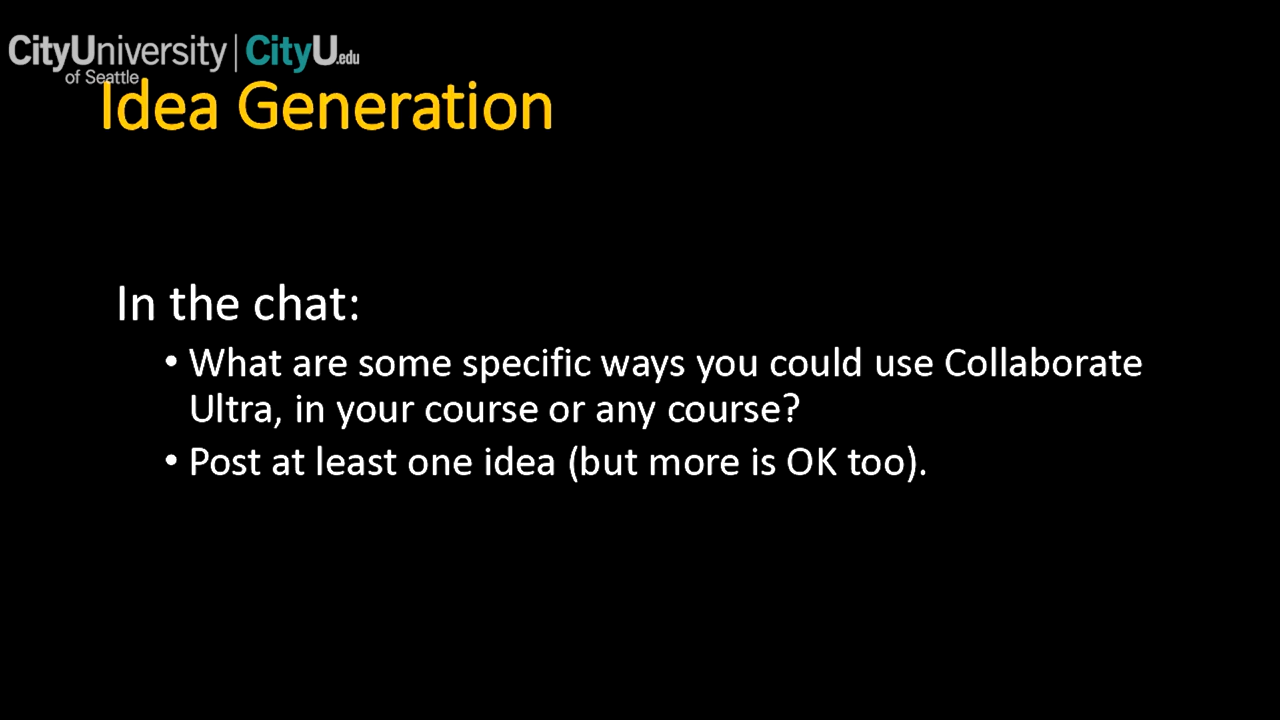 CityUniversity | CityU.edu
of Seattle
Idea Generation
In the chat:
• What are some specific ways you could use Collaborate
Ultra, in your course or any course?
• Post at least one idea (but more is OK too).